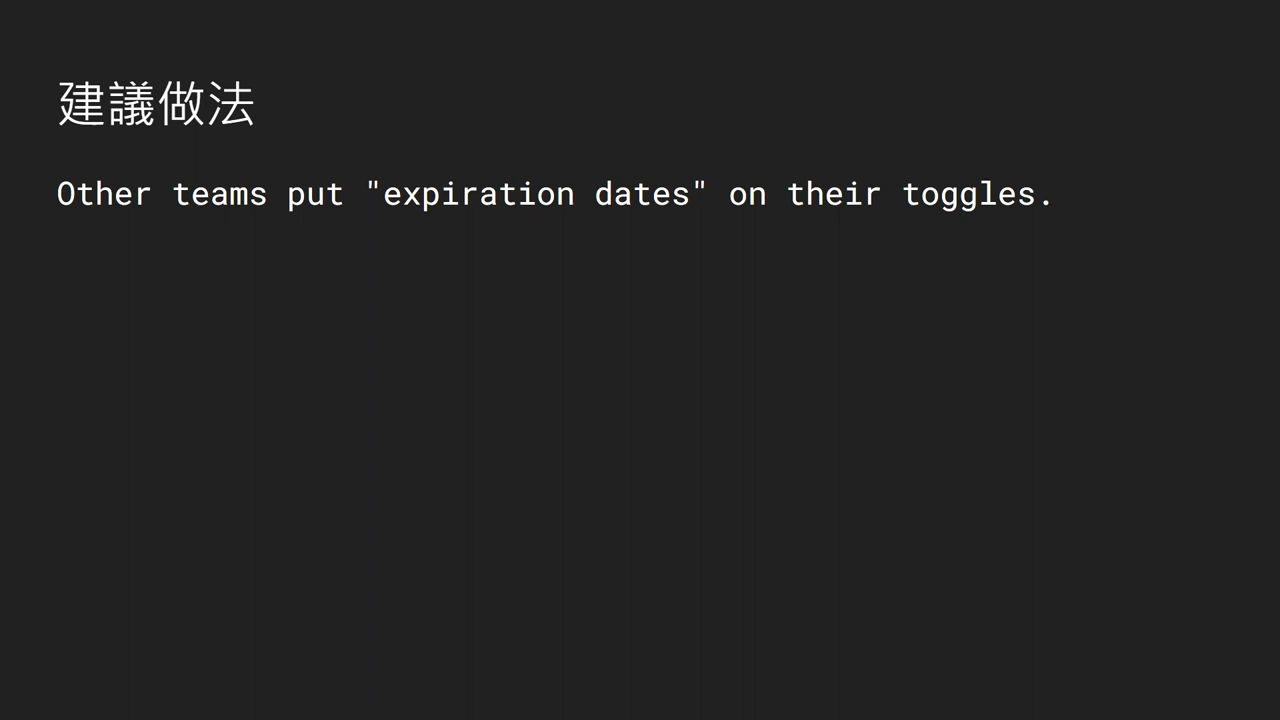 建議做法
Other teams put "expiration dates" on their toggles.